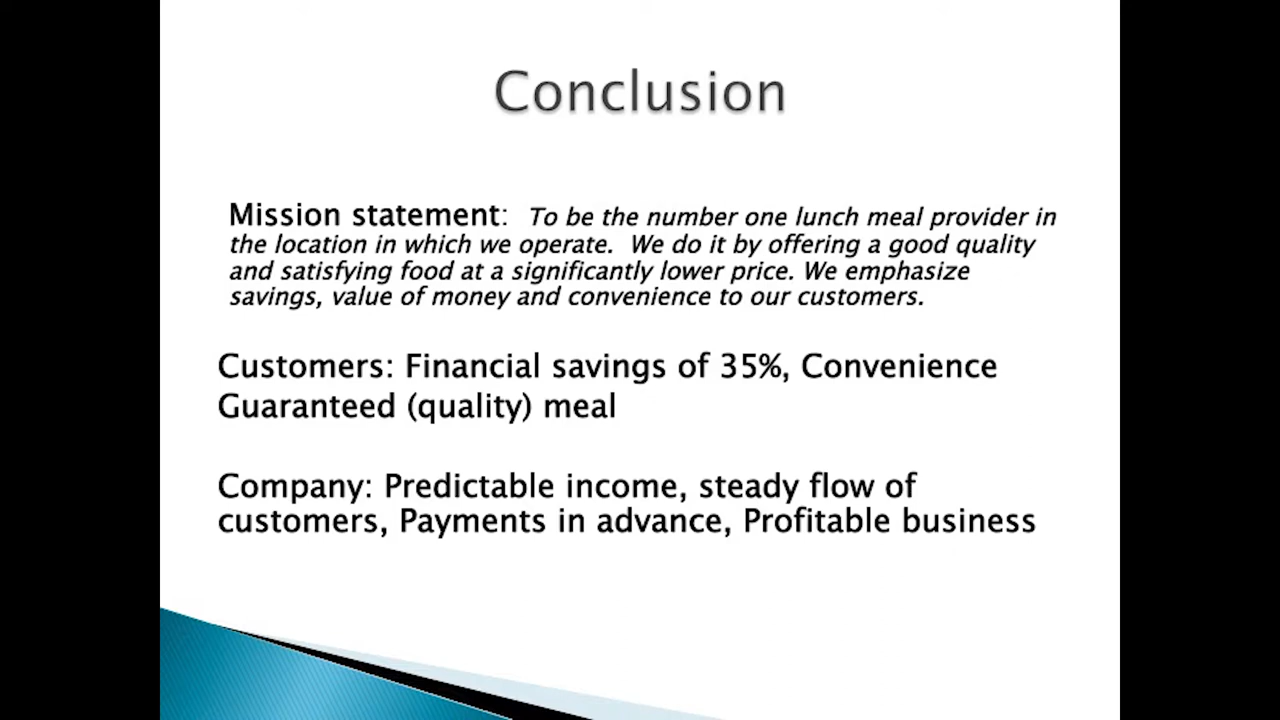 Conclusion
Mission statement: To be the number one lunch meal provider in
the location in which we operate. We do it by offering a good quality
and satisfying food at a significantly lower price. We emphasize
savings, value of money and convenience to our customers.
Customers: Financial savings of 35%, Convenience
Guaranteed (quality) meal
Company: Predictable income, steady flow of
customers, Payments in advance, Profitable business